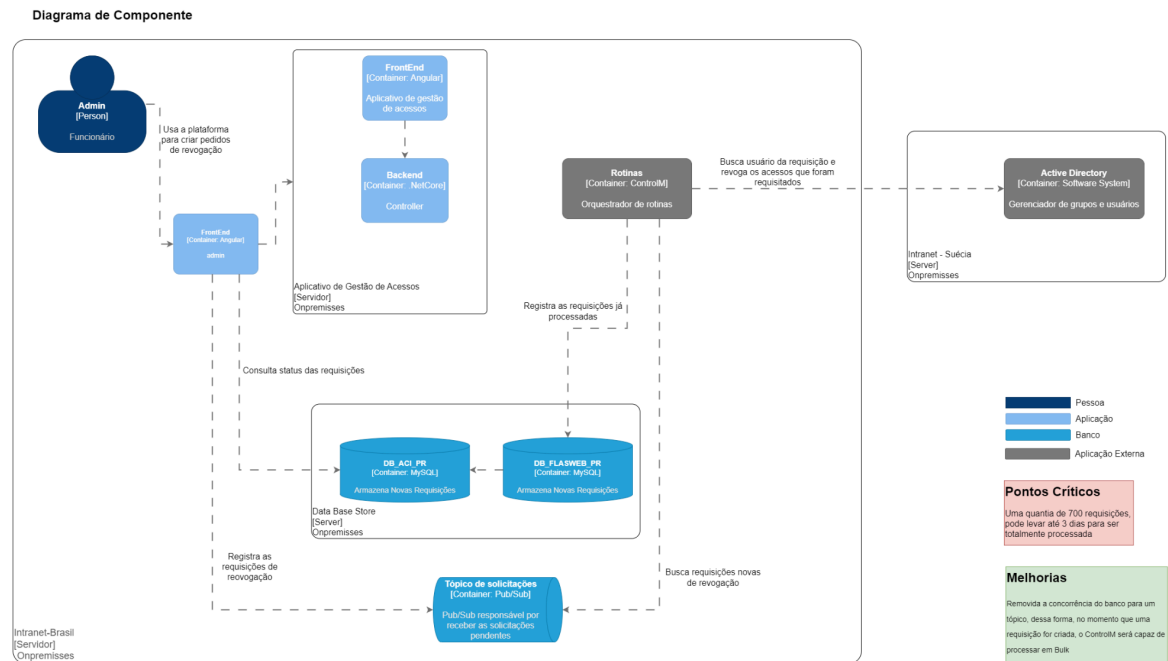 Diagrama de Componente
Admin
[Person]
Funcionário
Usa a plataforma
para criar pedidos
de revogação
FrontEnd
[Container: Angular]
Aplicativo de gestão
de acessos
Backend
[Container: .NetCore]
Controller
Aplicativo de Gestão de Acessos
[Servidor]
Onpremisses
FrontEnd
[Container: Angular]
admin
Rotinas
[Container: ControlM]
Orquestrador de rotinas
Busca usuário da requisição e
revoga os acessos que foram
requisitados
Active Directory
[Container: Software System]
Gerenciador de grupos e usuários
Intranet - Suécia
[Server]
Onpremisses
Registra as requisições já
processadas
Consulta status das requisições
DB_ACI_PR
[Container: MySQL]
Armazena Novas Requisições
DB_FLASWEB_PR
[Container: MySQL]
Armazena Novas Requisições
Data Base Store
[Server]
Onpremisses
Registra as
requisições de
reovogação
Busca requisições novas
de revogação
Tópico de solicitações
[Container: Pub/Sub]
Pub/Sub responsável por
receber as solicitações
pendentes
Intranet-Brasil
[Servidor]
Onpremisses
Pessoa
Aplicação
Banco
Aplicação Externa
Pontos Críticos
Uma quantia de 700 requisições,
pode levar até 3 dias para ser
totalmente processada
Melhorias
Removida a concorrência do banco para um
tópico, dessa forma, no momento que uma
requisição for criada, o ControlM será capaz de
processar em Bulk